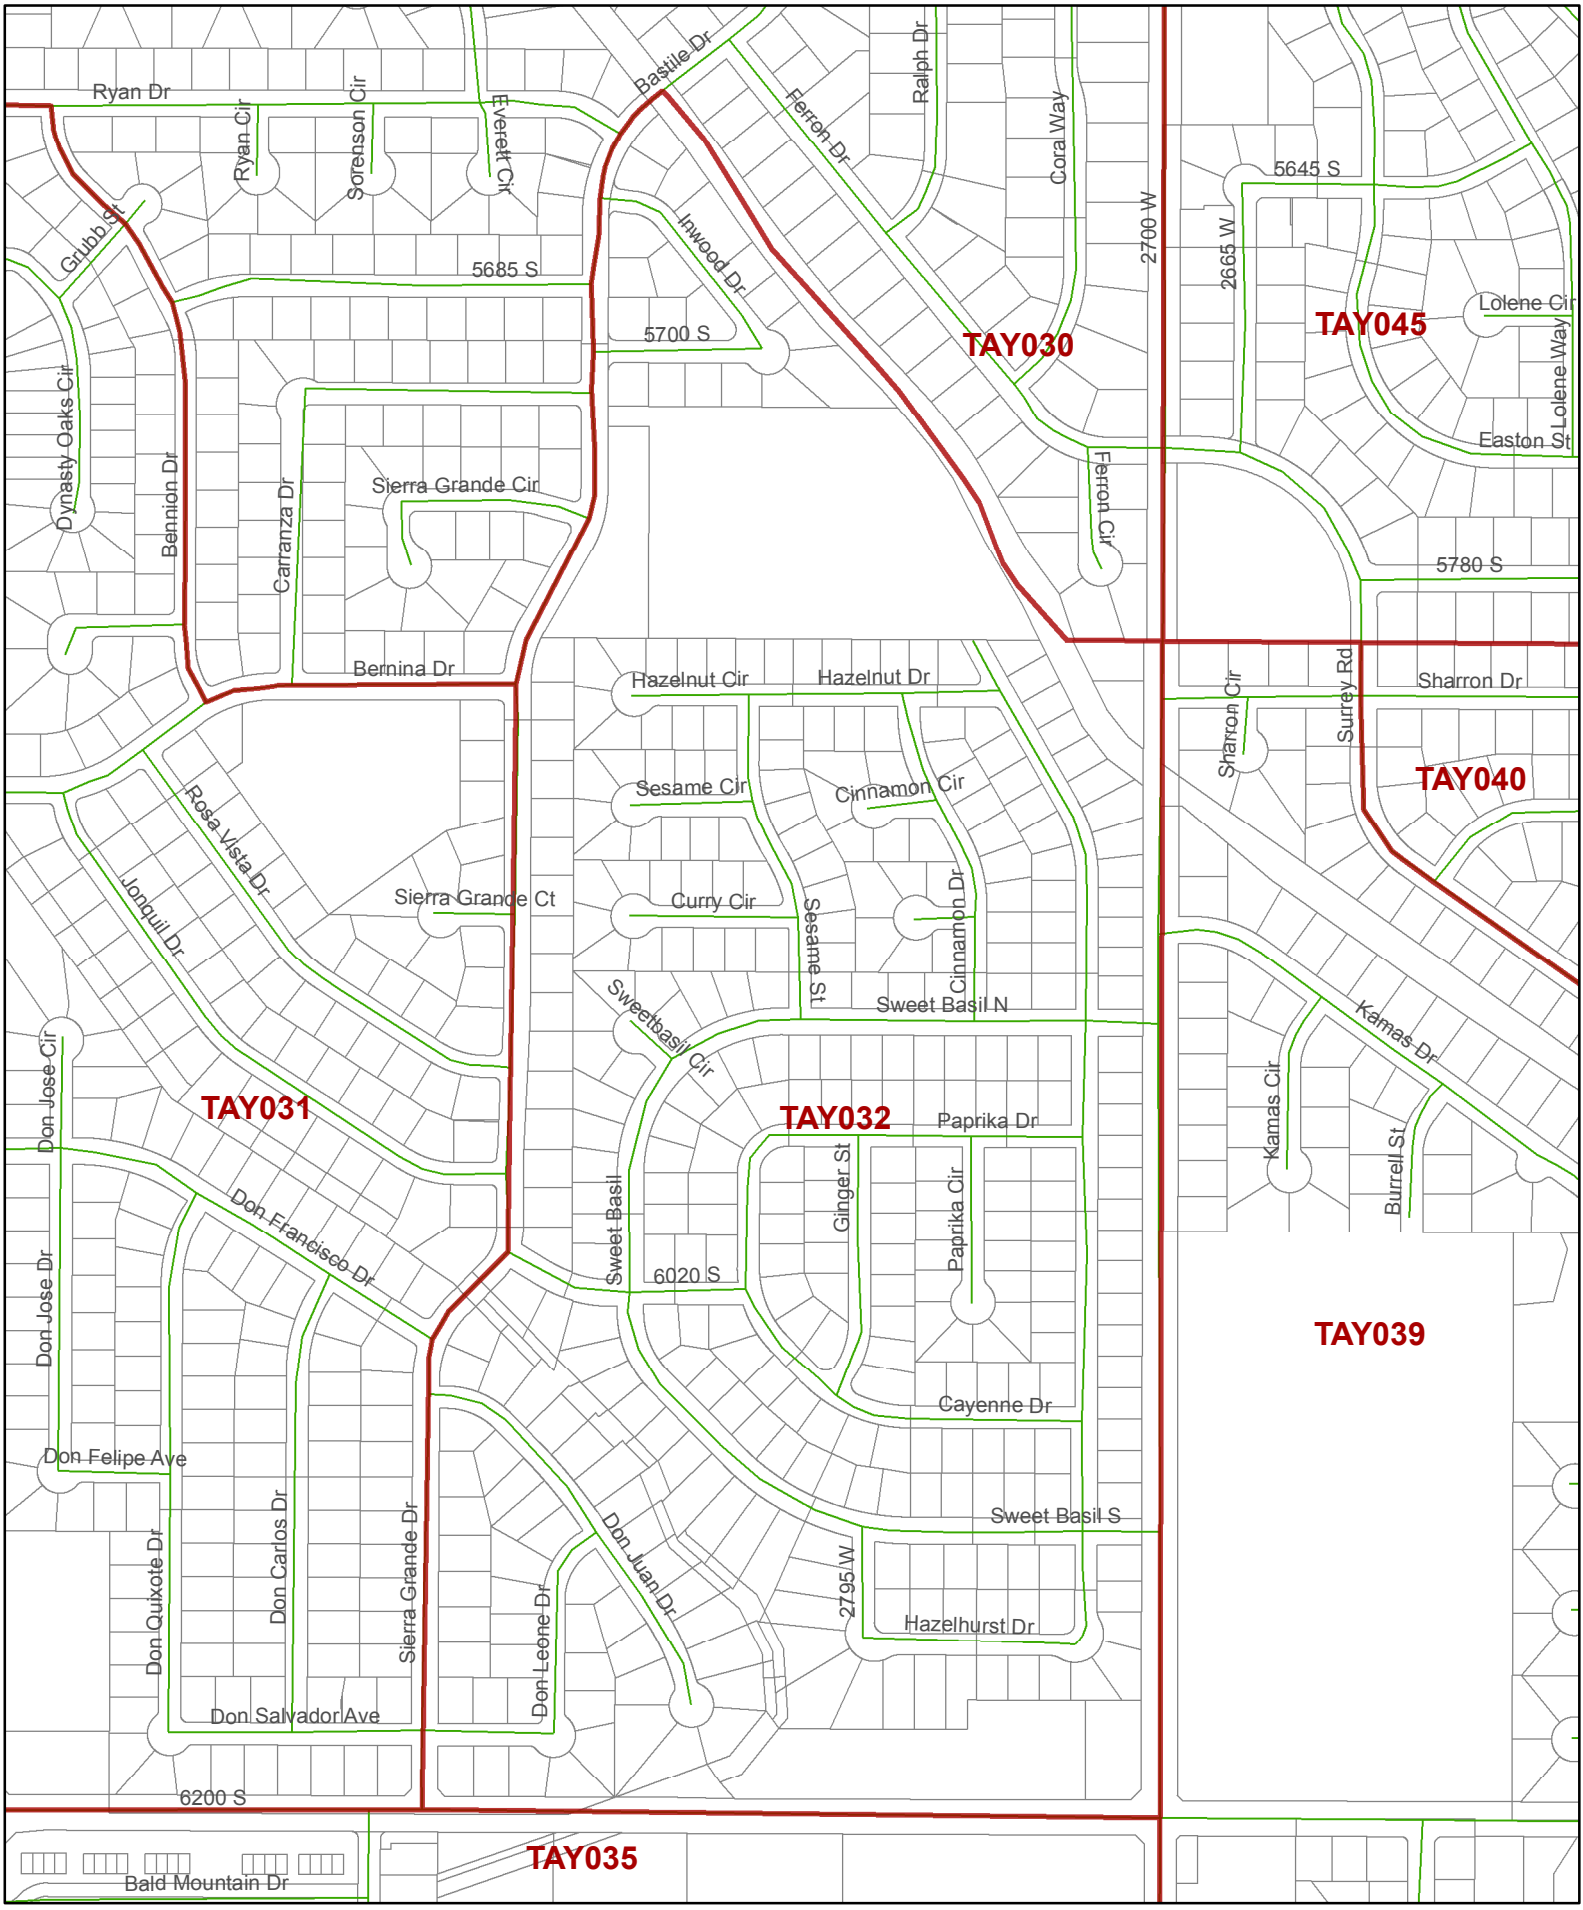 Bastile Dr
Ralph Dr
Ryan Dr
Ryan Cir
Sorenson Cir
Everett Cir
Ferron Dr
Cora Way
5645 S
2700 W
2665 W
Grubb St
Inwood Dr
5685 S
5700 S
Lolene Cir
TAY030
TAY045
Lolene Way
Dynasty Oaks Cir
Easton St
Bennion Dr
Carranza Dr
Sierra Grande Cir
Ferron Cir
5780 S
Bernina Dr
Hazelnut Cir
Hazelnut Dr
Sharron Cir
Surrey Rd
Sharron Dr
Sesame Cir
Cinnamon Cir
TAY040
Rosa Vista Dr
Jonquil Dr
Sierra Grande Ct
Curry Cir
Sesame St
Cinnamon Dr
Sweetbasil Cir
Sweet Basil N
Kamas Dr
Don Jose Cir
Kamas Cir
TAY031
TAY032
Paprika Dr
Burrell St
Ginger St
Paprika Cir
Sweet Basil
Don Francisco Dr
6020 S
Don Jose Dr
TAY039
Cayenne Dr
Don Felipe Ave
Don Carlos Dr
Sierra Grande Dr
Sweet Basil S
Don Quixote Dr
Don Juan Dr
2795 W
Don Leone Dr
Hazelhurst Dr
Don Salvador Ave
6200 S
TAY035
Bald Mountain Dr